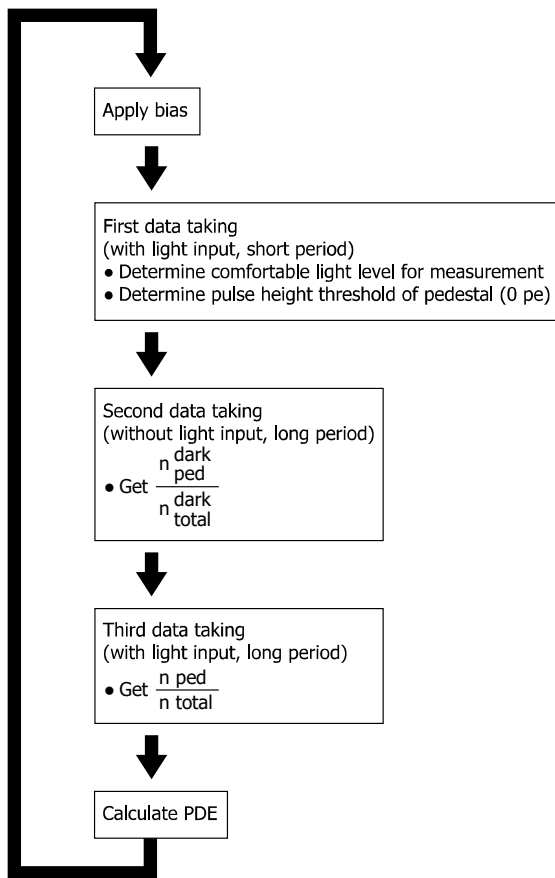 Apply bias
First data taking
(with light input, short period)
● Determine comfortable light level for measurement
● Determine pulse height threshold of pedestal (0 pe)
Second data taking
(without light input, long period)
● Get n dark ped
n dark total
Third data taking
(with light input, long period)
● Get n ped
n total
Calculate PDE